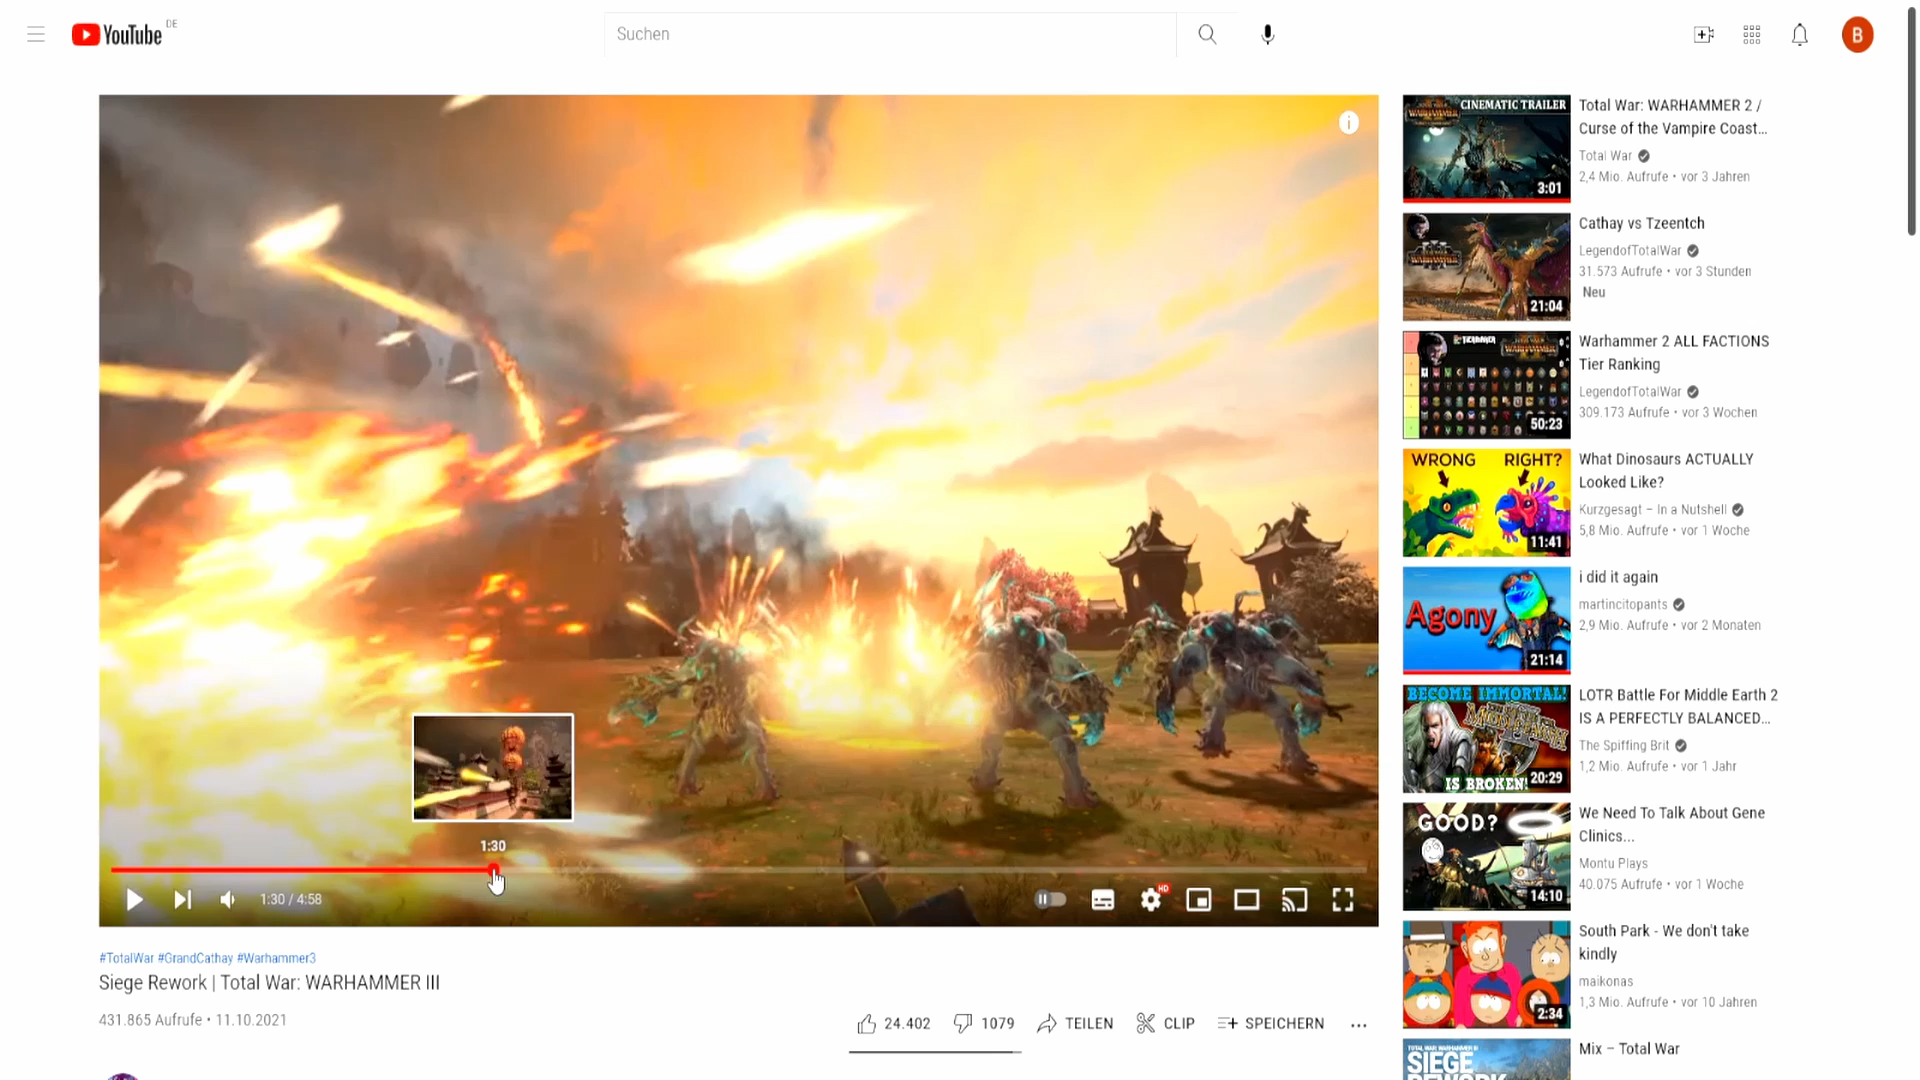 YouTube DE
Suchen
B
1:30
1:30 / 4:58
HD
#TotalWar #GrandCathay #Warhammer3
Siege Rework | Total War: WARHAMMER III
431.865 Aufrufe • 11.10.2021
24.402
1079
TEILEN
CLIP
SPEICHERN
CINEMATIC TRAILER
WARHAMMER
3:01
Total War: WARHAMMER 2 /
Curse of the Vampire Coast...
Total War
2,4 Mio. Aufrufe • vor 3 Jahren
WARHAMMER
21:04
Cathay vs Tzeentch
LegendofTotalWar
31.573 Aufrufe • vor 3 Stunden
Neu
TIERMAKER
WARHAMMER
50:23
Warhammer 2 ALL FACTIONS
Tier Ranking
LegendofTotalWar
309.173 Aufrufe • vor 3 Wochen
WRONG RIGHT?
11:41
What Dinosaurs ACTUALLY
Looked Like?
Kurzgesagt – In a Nutshell
5,8 Mio. Aufrufe • vor 1 Woche
Agony
21:14
i did it again
martincitopants
2,9 Mio. Aufrufe • vor 2 Monaten
BECOME IMMORTAL!
IS BROKEN!
20:29
LOTR Battle For Middle Earth 2
IS A PERFECTLY BALANCED...
The Spiffing Brit
1,2 Mio. Aufrufe • vor 1 Jahr
GOOD?
14:10
We Need To Talk About Gene
Clinics...
Montu Plays
40.075 Aufrufe • vor 1 Woche
2:34
South Park - We don't take
kindly
maikonas
1,3 Mio. Aufrufe • vor 10 Jahren
TOTAL WAR: WARHAMMER III
SIEGE
REWORK
Mix – Total War